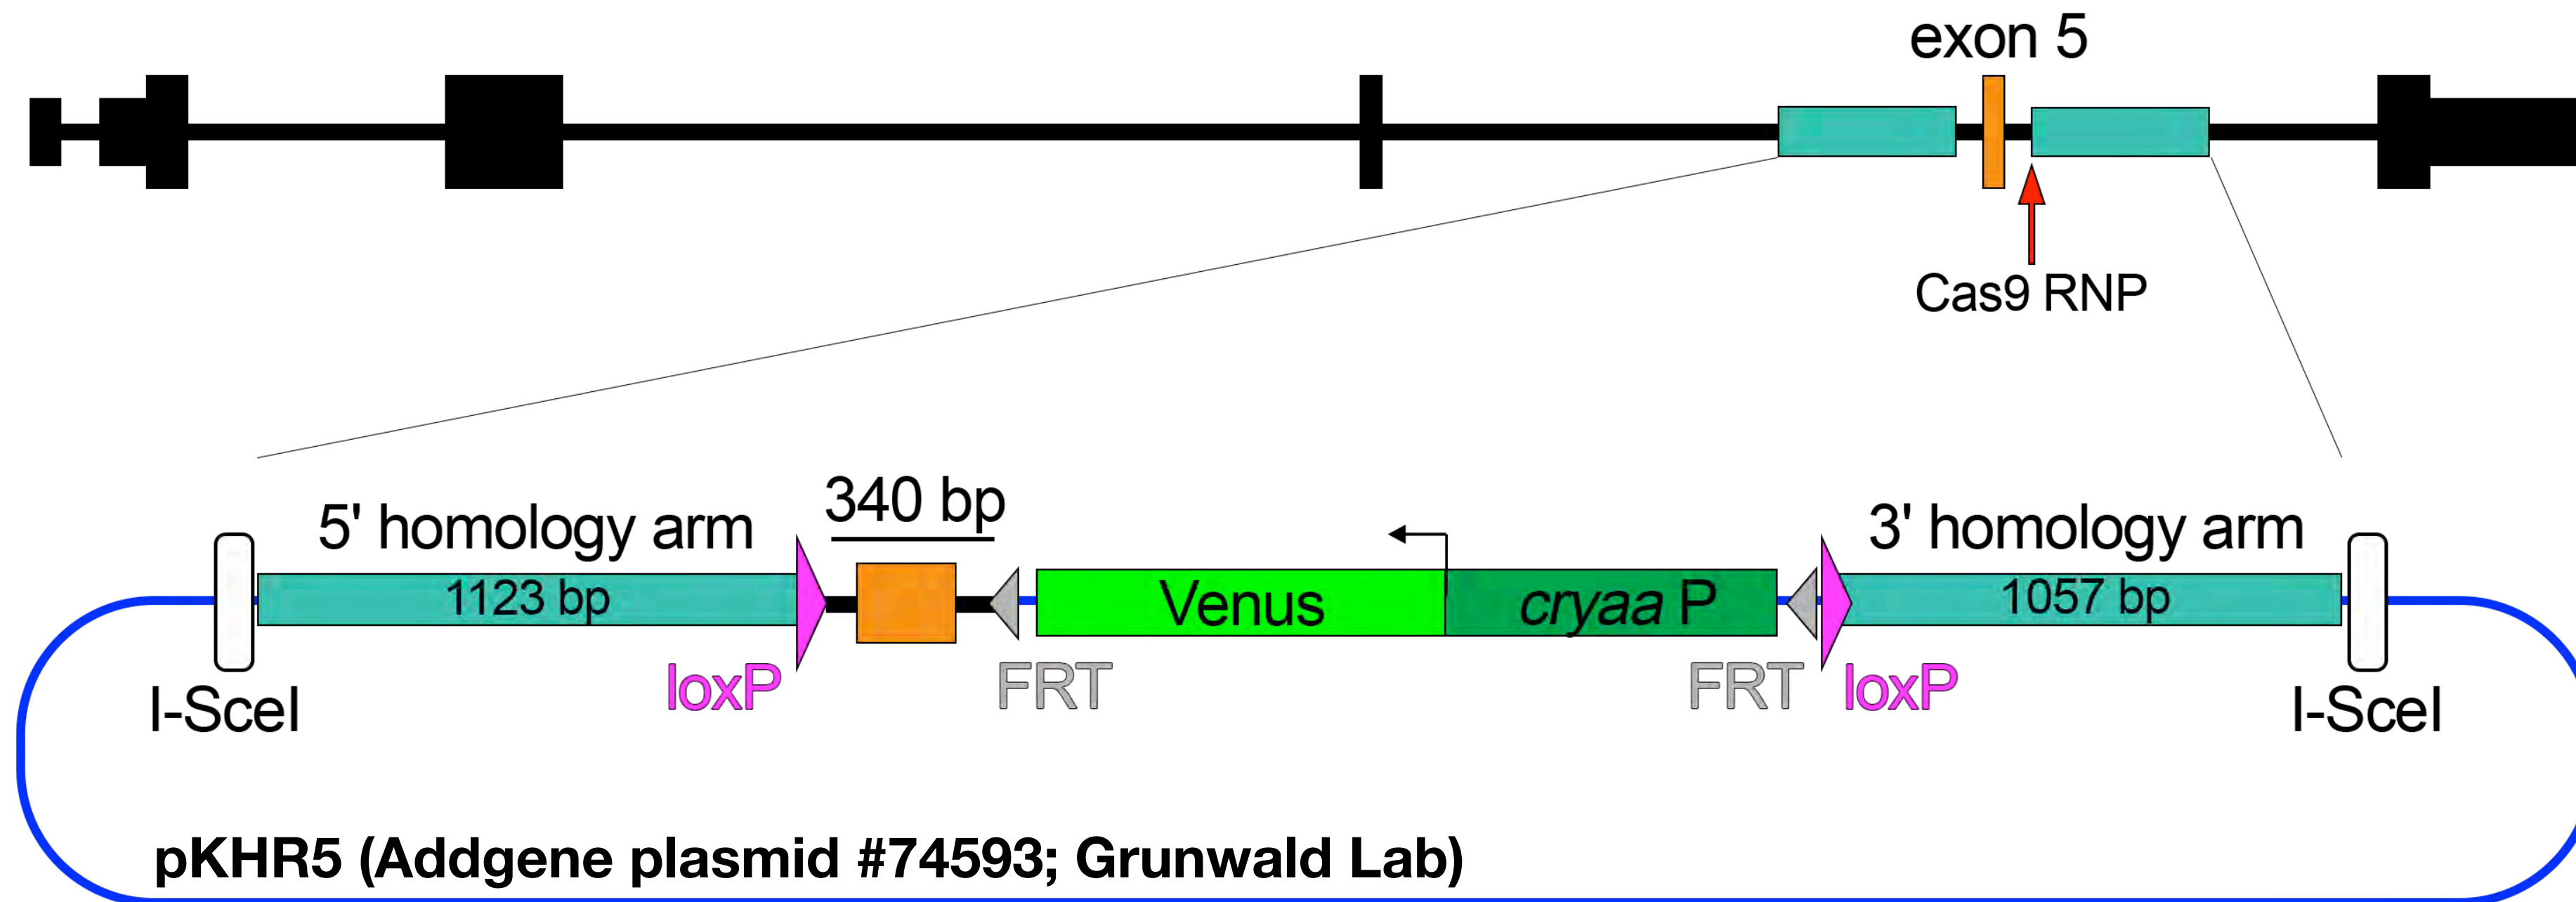 exon 5
Cas9 RNP
340 bp
5' homology arm
3' homology arm
1123 bp
Venus
cryaa P
1057 bp
loxP
FRT
FRT
loxP
I-SceI
I-SceI
pKHR5 (Addgene plasmid #74593; Grunwald Lab)